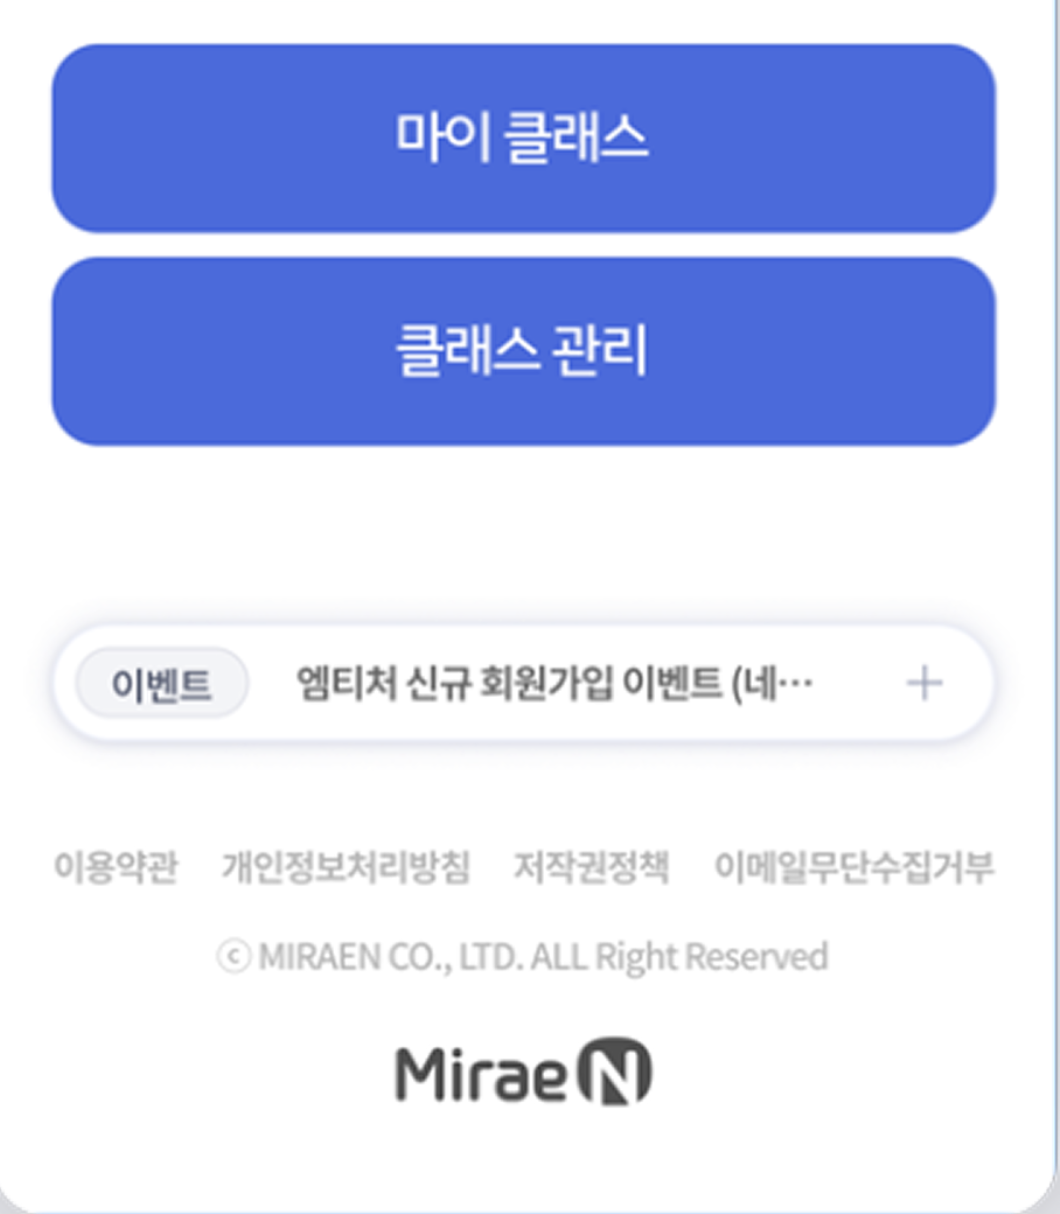 마이 클래스
클래스 관리
이벤트 엠티처 신규 회원가입 이벤트 (네…
이용약관 개인정보처리방침 저작권정책 이메일무단수집거부
ⓒ MIRAEN CO., LTD. ALL Right Reserved
Mirae N